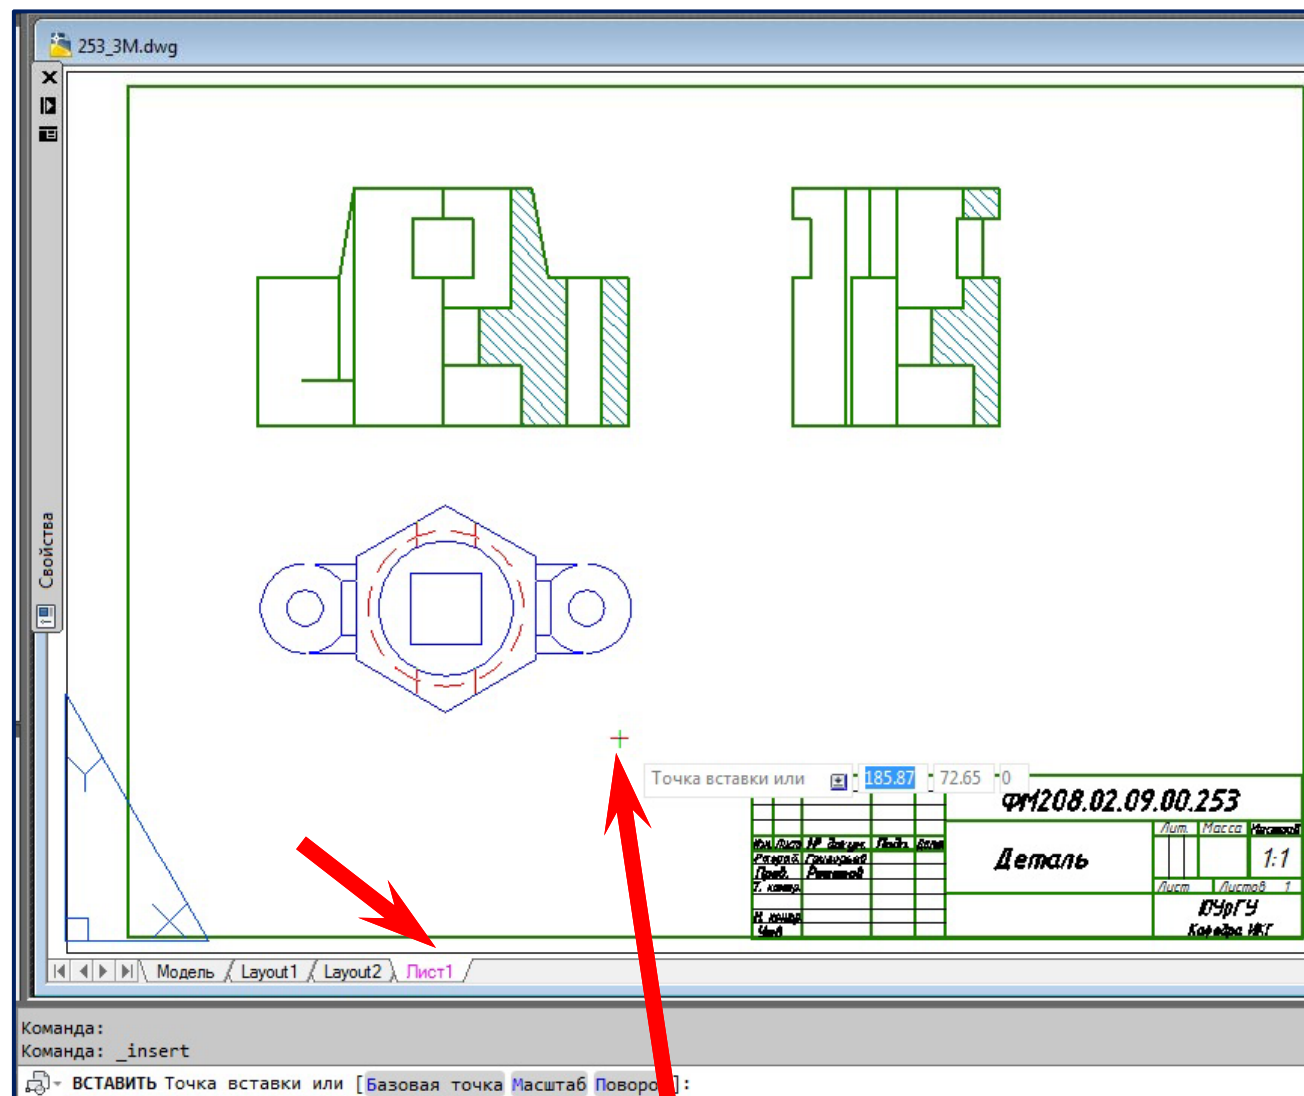 253_3M.dwg
Свойства
Точка вставки или 185.87 72.65 0
ФМ208.02.09.00.253
Лит. Масса Масштаб
Изм. Лист № докум. Подп. Дата
Разраб.
Деталь
1:1
Пров.
Т. контр.
Лист Листов 1
Н. контр.
Утв.
ЮУрГУ
Кафедра ИКГ
Y
X
Модель Layout1 Layout2 Лист1
Команда:
Команда: _insert
ВСТАВИТЬ Точка вставки или [Базовая точка Масштаб Поворо]: